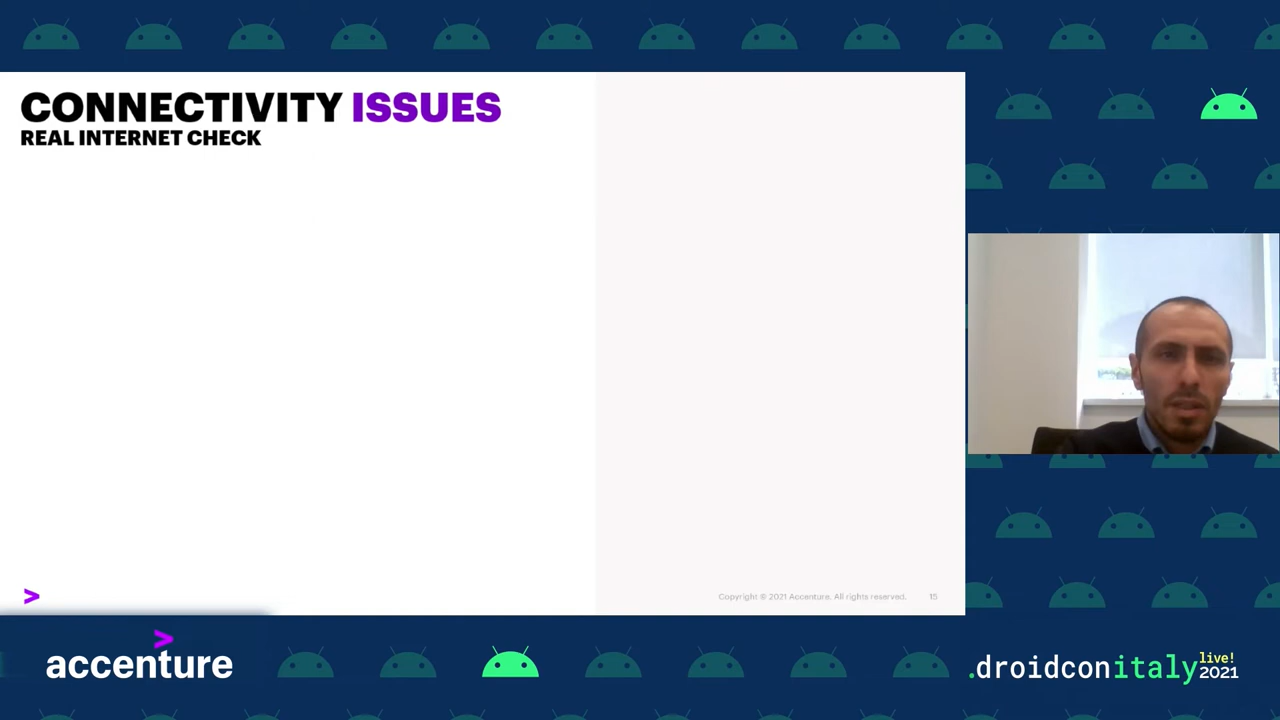 CONNECTIVITY ISSUES
REAL INTERNET CHECK
>
Copyright © 2021 Accenture. All rights reserved. 15
>
accenture
.droidconitaly live! 2021